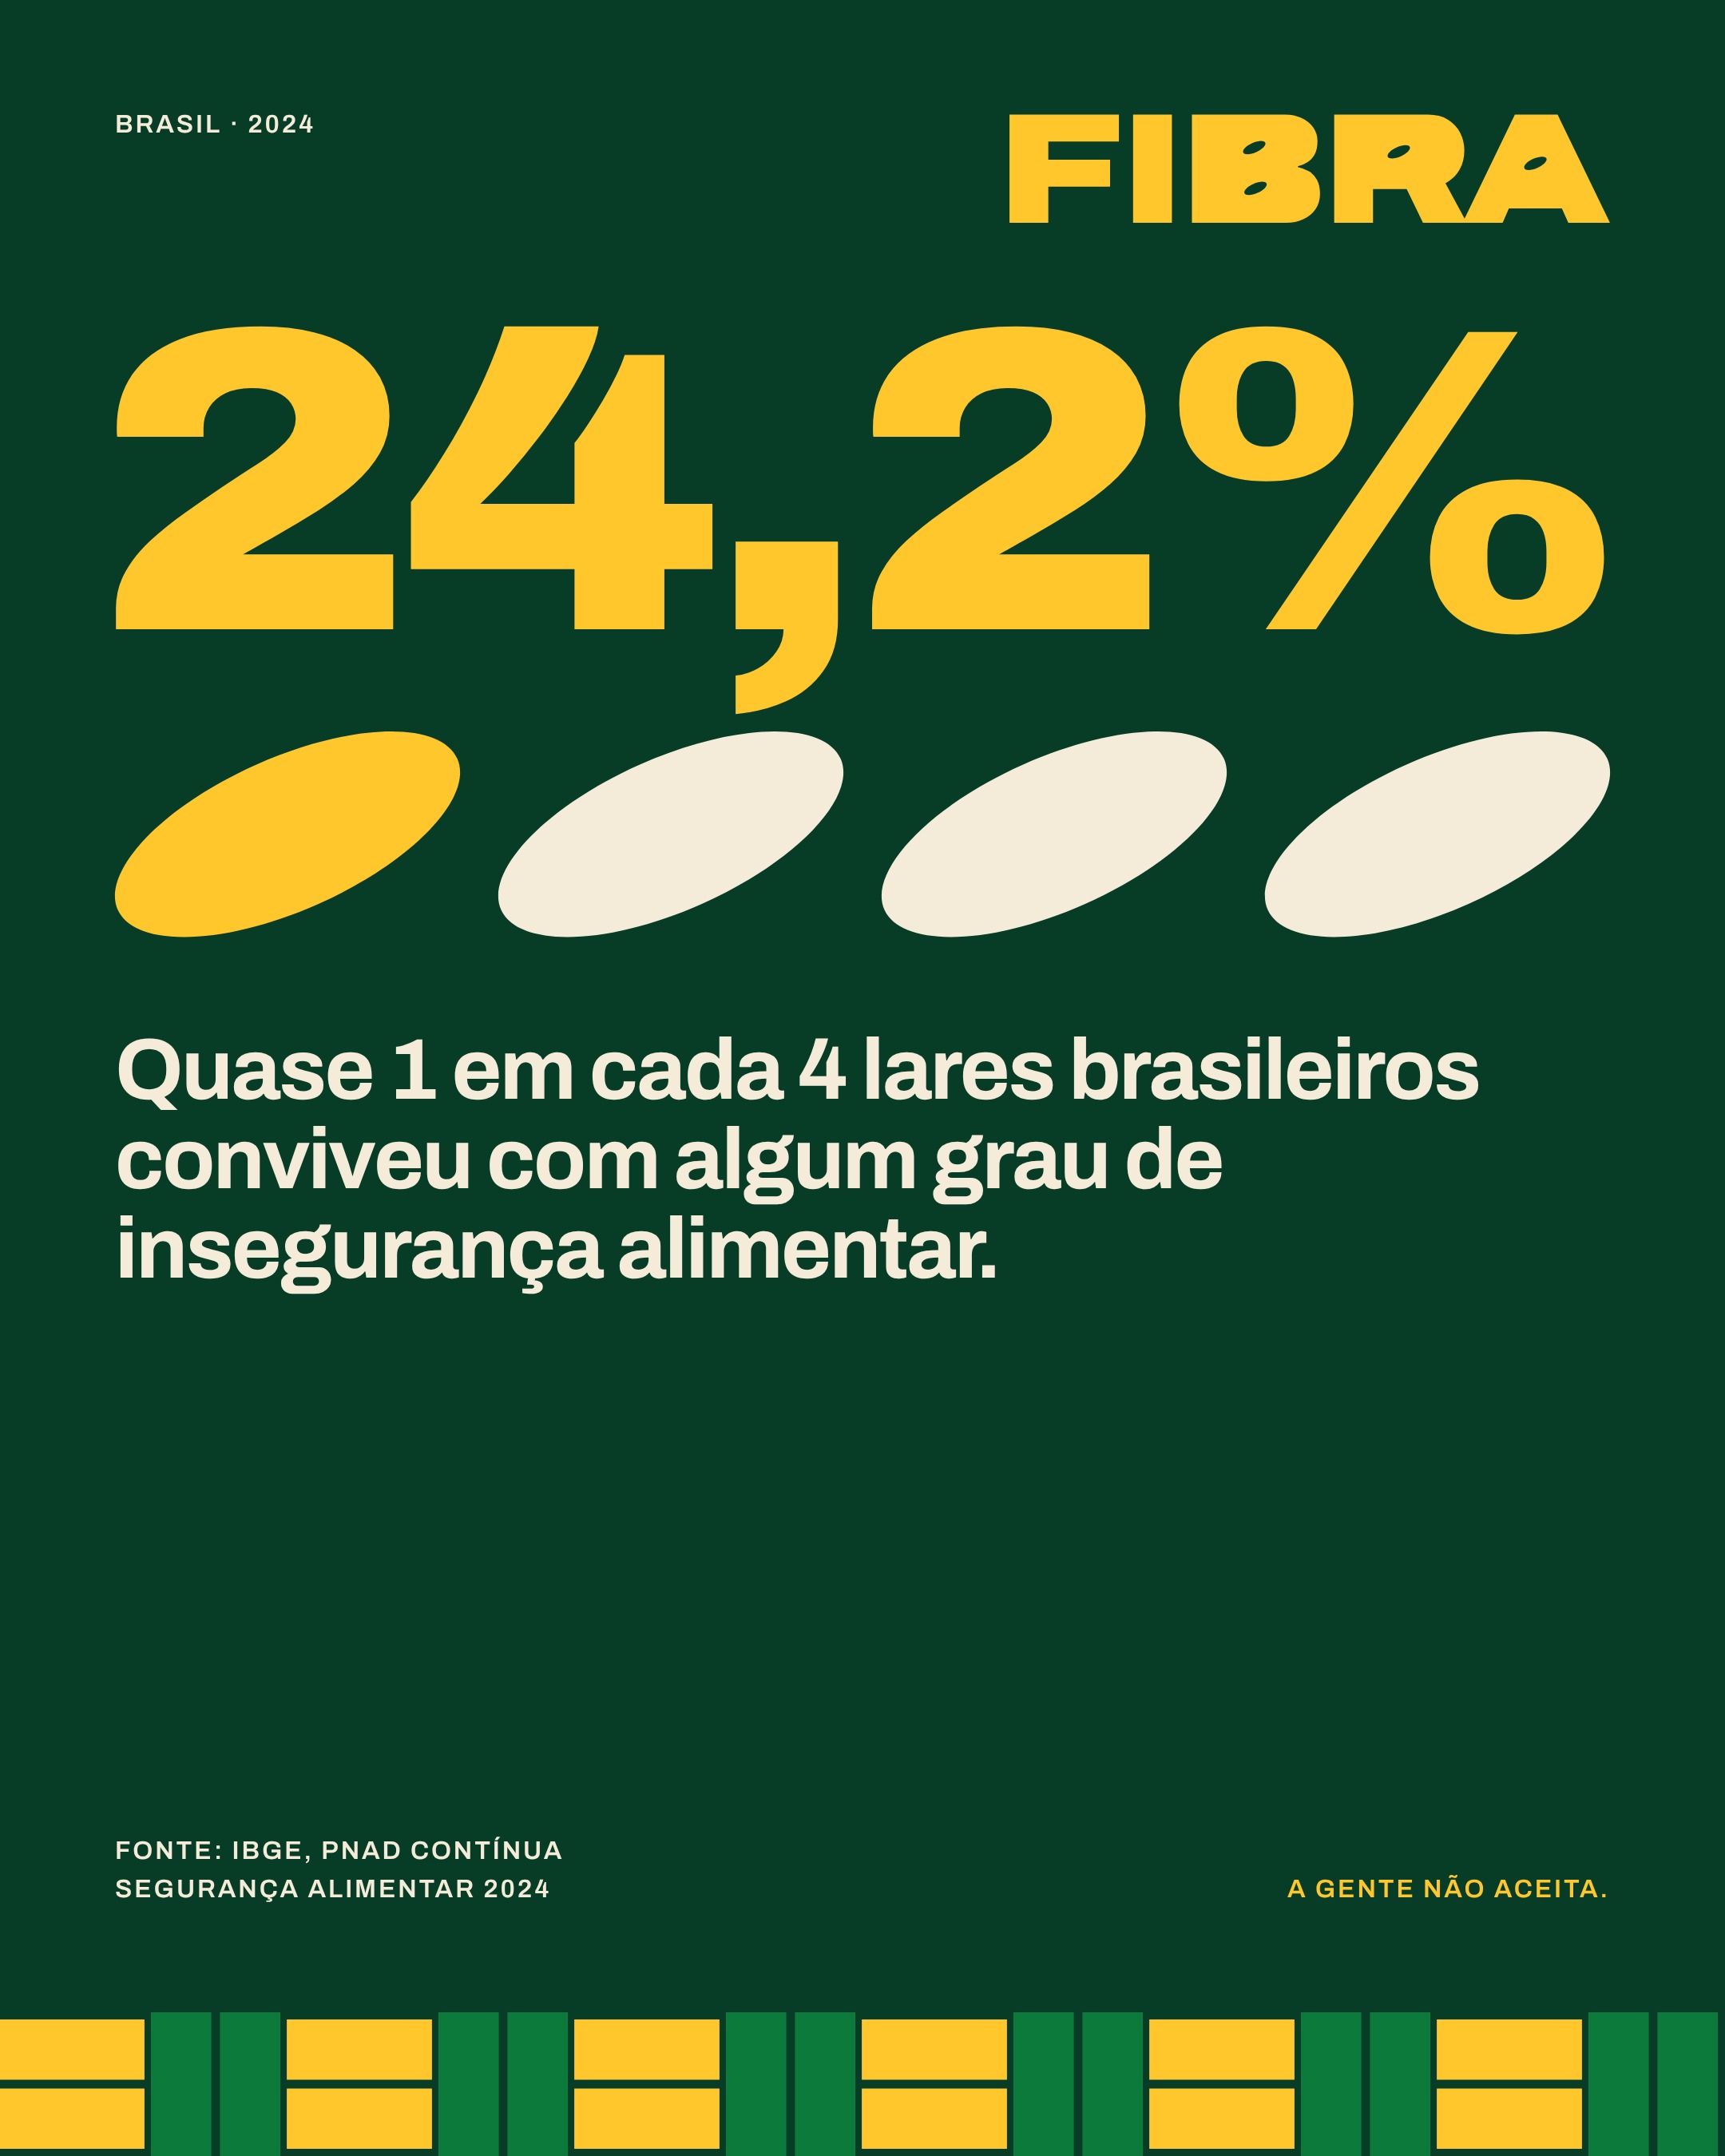 BRASIL · 2024
FIBRA
24,2%
Quase 1 em cada 4 lares brasileiros
conviveu com algum grau de
insegurança alimentar.
FONTE: IBGE, PNAD CONTÍNUA
SEGURANÇA ALIMENTAR 2024
A GENTE NÃO ACEITA.